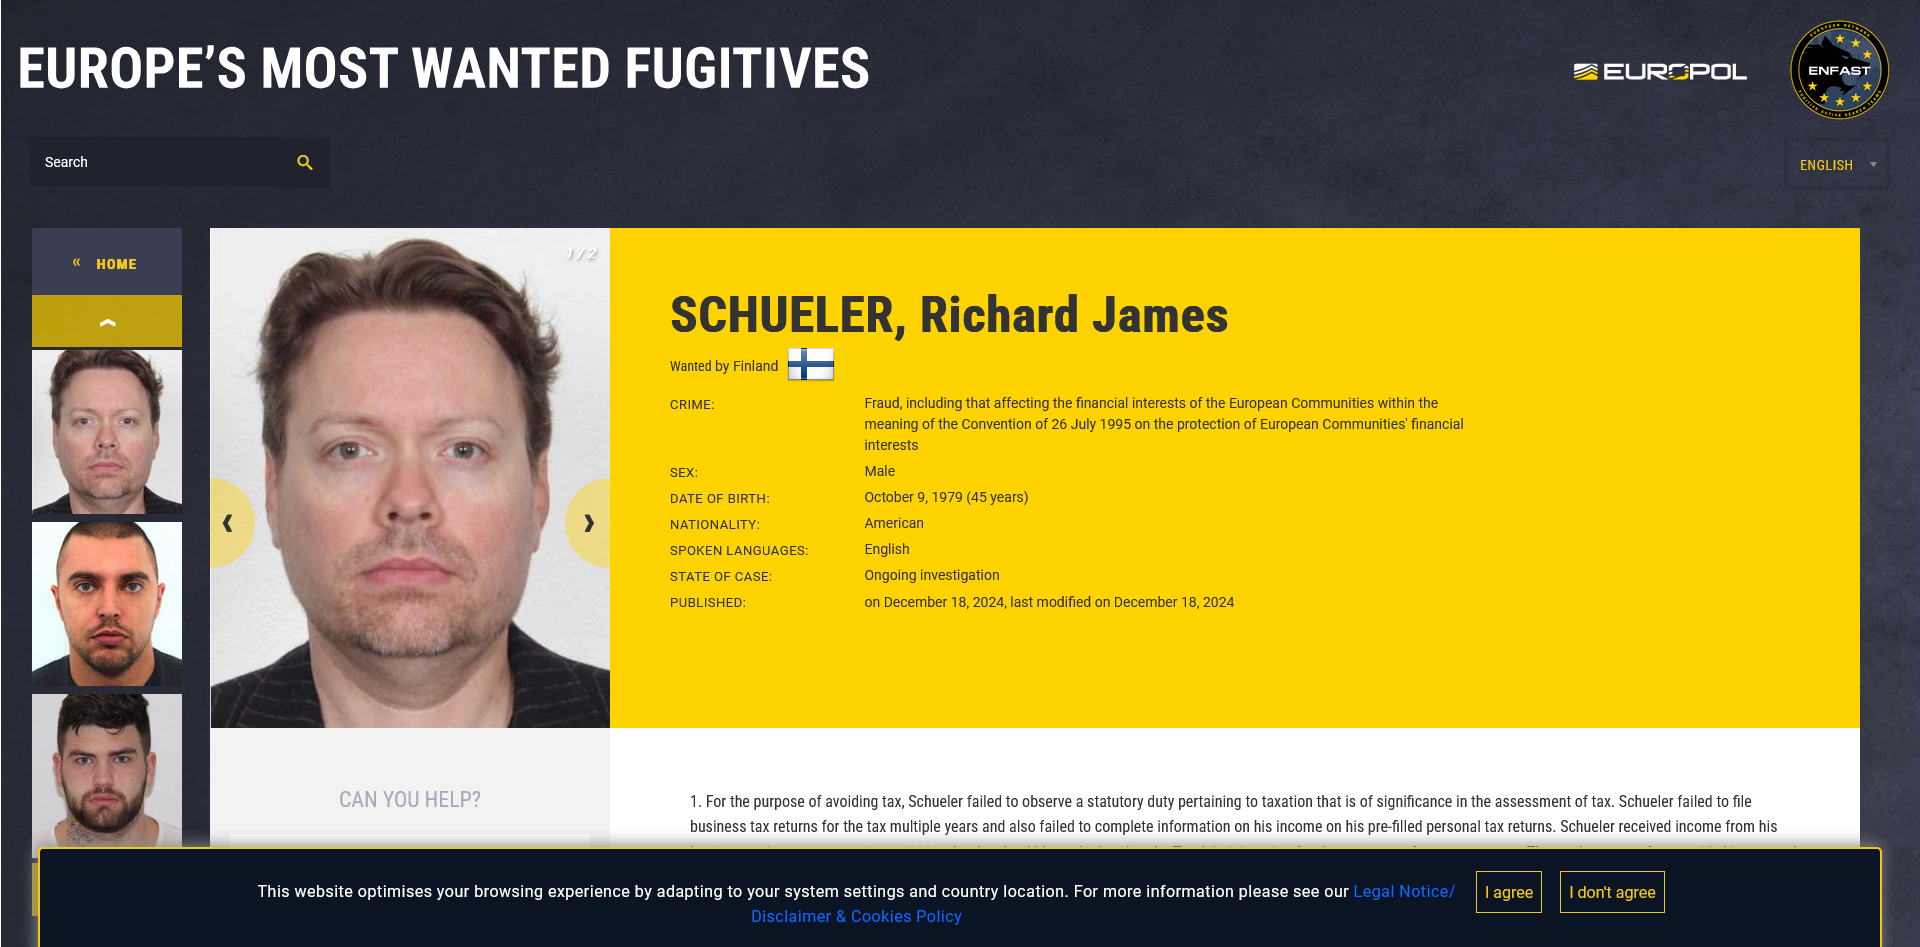 EUROPE’S MOST WANTED FUGITIVES
EUROPOL
ENFAST
Search
ENGLISH
« HOME
1 / 2
SCHUELER, Richard James
Wanted by Finland
CRIME: Fraud, including that affecting the financial interests of the European Communities within the
meaning of the Convention of 26 July 1995 on the protection of European Communities' financial
interests
SEX: Male
DATE OF BIRTH: October 9, 1979 (45 years)
NATIONALITY: American
SPOKEN LANGUAGES: English
STATE OF CASE: Ongoing investigation
PUBLISHED: on December 18, 2024, last modified on December 18, 2024
CAN YOU HELP?
1. For the purpose of avoiding tax, Schueler failed to observe a statutory duty pertaining to taxation that is of significance in the assessment of tax. Schueler failed to file
business tax returns for the tax multiple years and also failed to complete information on his income on his pre-filled personal tax returns. Schueler received income from his
This website optimises your browsing experience by adapting to your system settings and country location. For more information please see our Legal Notice/
Disclaimer & Cookies Policy
I agree
I don't agree